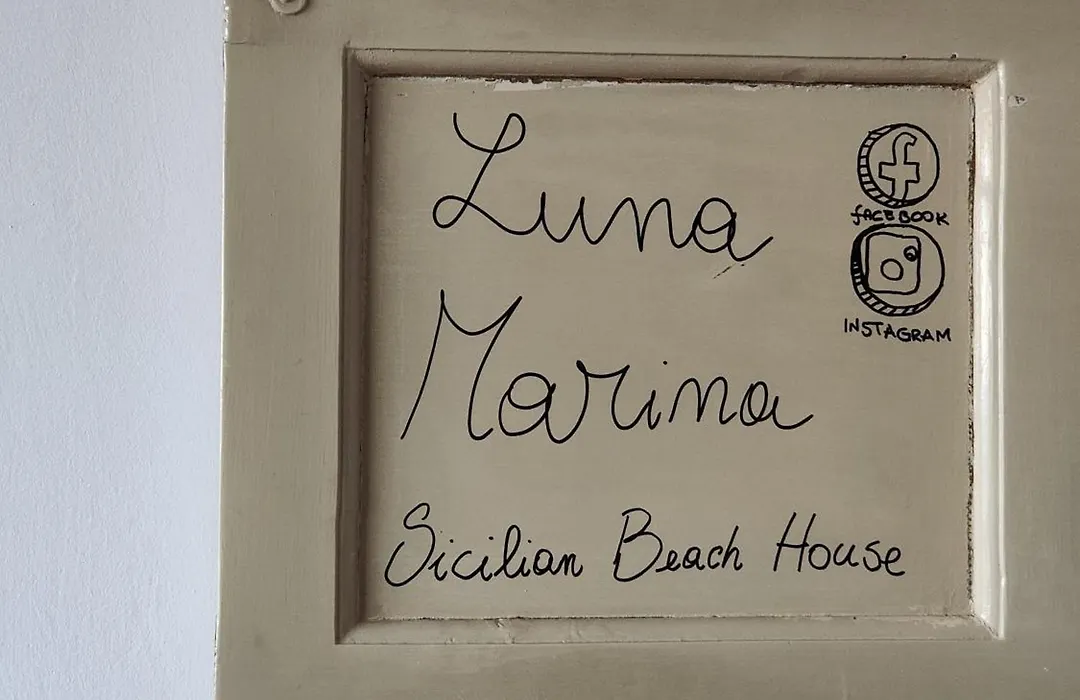 Luna
Marina
Sicilian Beach House
f
FACEBOOK
INSTAGRAM